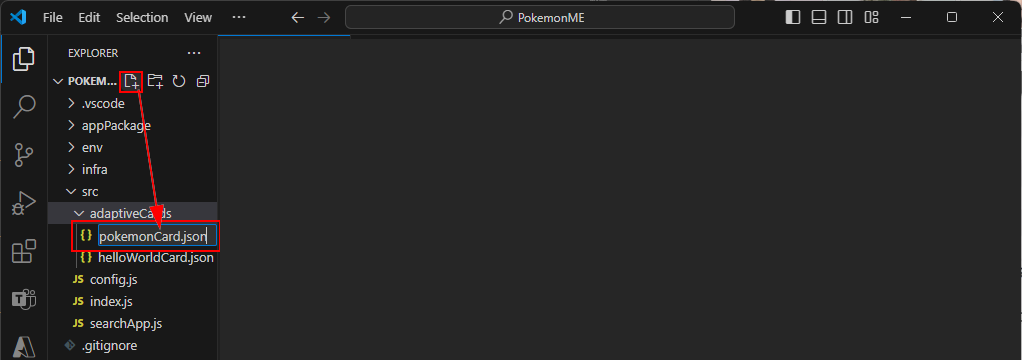 File Edit Selection View ··· PokemonME
EXPLORER ···
POKEM...
.vscode
appPackage
env
infra
src
adaptiveCards
{} pokemonCard.json
{} helloWorldCard.json
JS config.js
JS index.js
JS searchApp.js
.gitignore